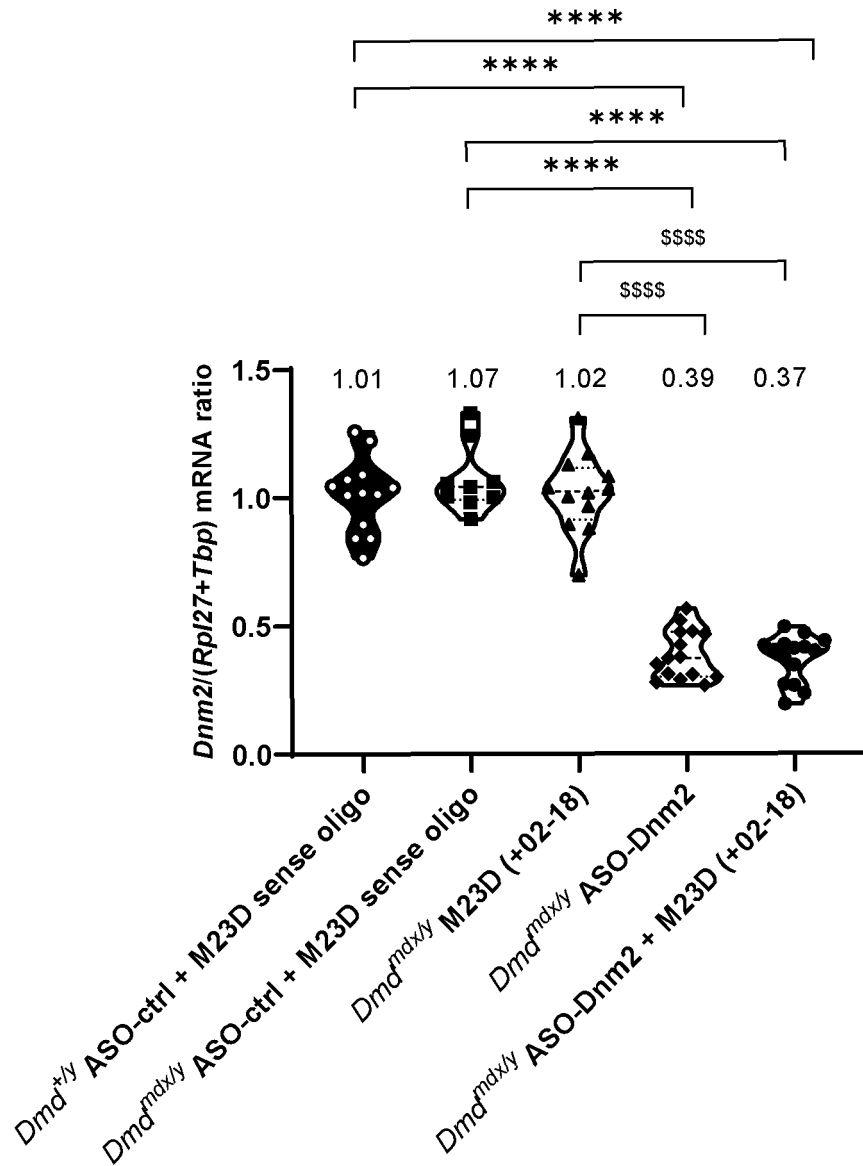 ****
****
****
****
$$$$
$$$$
1.01 1.07 1.02 0.39 0.37
1.5
1.0
0.5
0.0
Dnm2/(Rpl27+Tbp) mRNA ratio
Dmd+/y ASO-ctrl + M23D sense oligo
Dmdmdx/y ASO-ctrl + M23D sense oligo
Dmdmdx/y M23D (+02-18)
Dmdmdx/y ASO-Dnm2
Dmdmdx/y ASO-Dnm2 + M23D (+02-18)